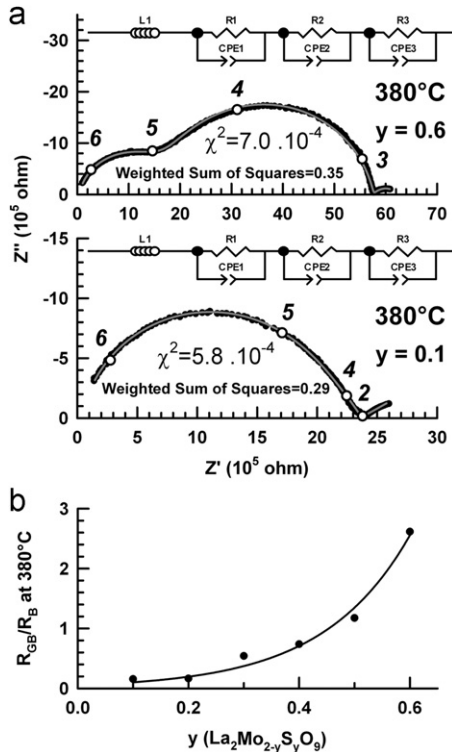 a
L1 R1 R2 R3
CPE1 CPE2 CPE3
-30
-20
-10
0
380°C
y = 0.6
6 5 4 3
χ²=7.0 .10⁻⁴
Weighted Sum of Squares=0.35
0 10 20 30 40 50 60 70
Z'' (10⁵ ohm)
-15
-10
-5
0
L1 R1 R2 R3
CPE1 CPE2 CPE3
380°C
y = 0.1
6 5 4 2
χ²=5.8 .10⁻⁴
Weighted Sum of Squares=0.29
0 5 10 15 20 25 30
Z' (10⁵ ohm)
b
R_GB/R_B at 380°C
3
2
1
0
0.0 0.2 0.4 0.6
y (La₂Mo₂₋ySyO₉)